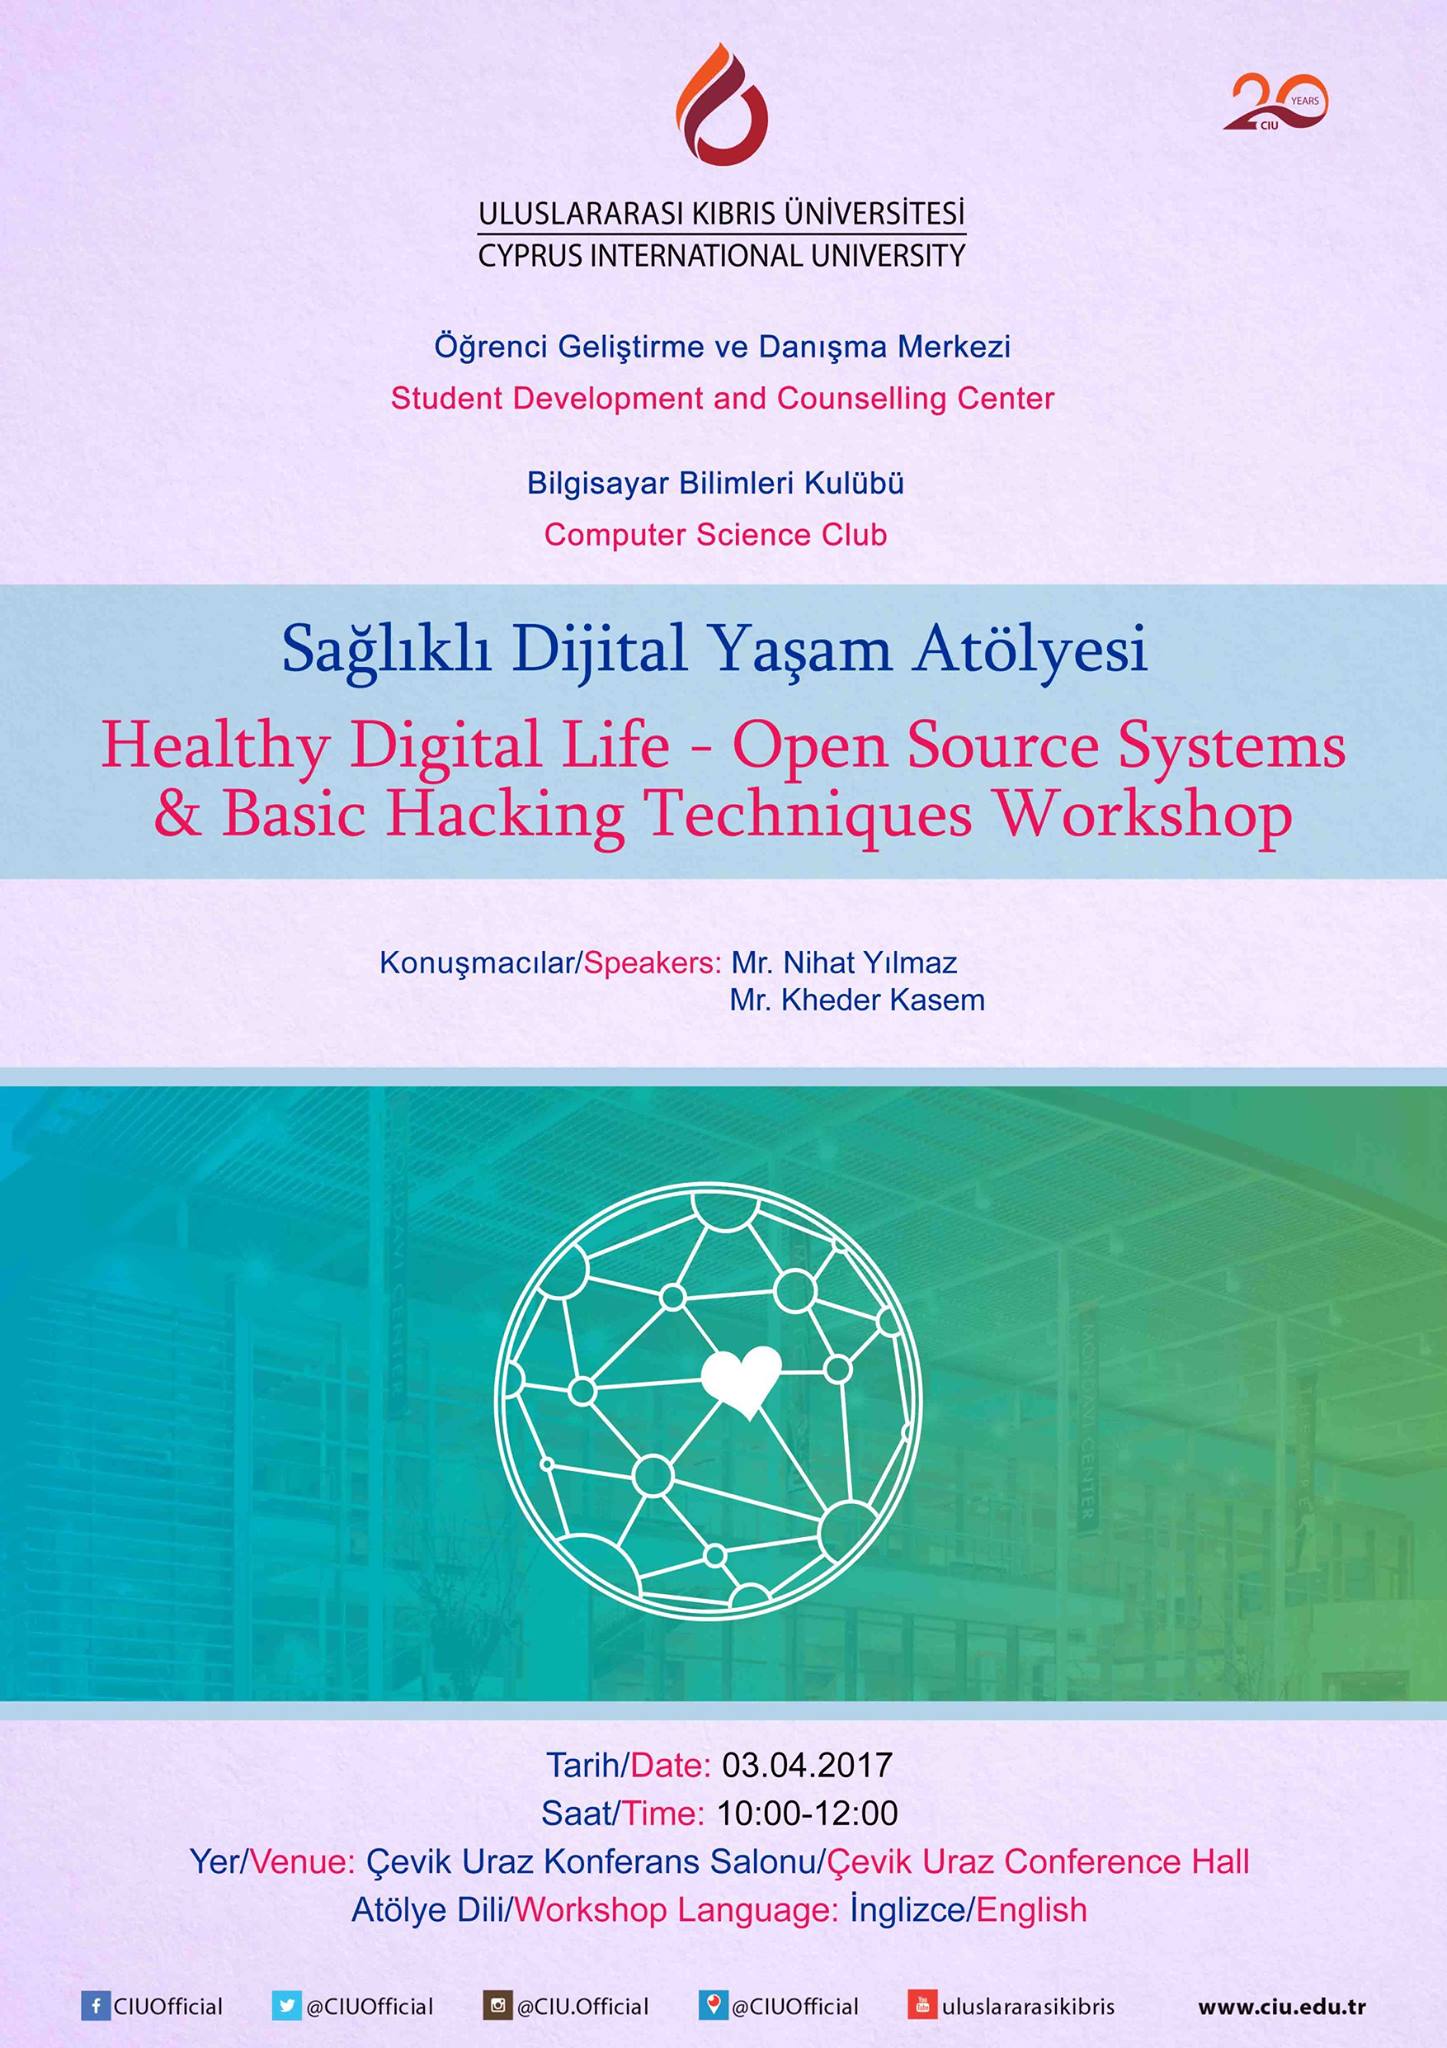 20 YEARS
CIU
ULUSLARARASI KIBRIS ÜNİVERSİTESİ
CYPRUS INTERNATIONAL UNIVERSITY
Öğrenci Geliştirme ve Danışma Merkezi
Student Development and Counselling Center
Bilgisayar Bilimleri Kulübü
Computer Science Club
Sağlıklı Dijital Yaşam Atölyesi
Healthy Digital Life - Open Source Systems
& Basic Hacking Techniques Workshop
Konuşmacılar/Speakers: Mr. Nihat Yılmaz
Mr. Kheder Kasem
MONDAVI CENTER
MONDAVI CENTER
Tarih/Date: 03.04.2017
Saat/Time: 10:00-12:00
Yer/Venue: Çevik Uraz Konferans Salonu/Çevik Uraz Conference Hall
Atölye Dili/Workshop Language: İnglizce/English
CIUOfficial @CIUOfficial @CIU.Official @CIUOfficial uluslararasikibris www.ciu.edu.tr